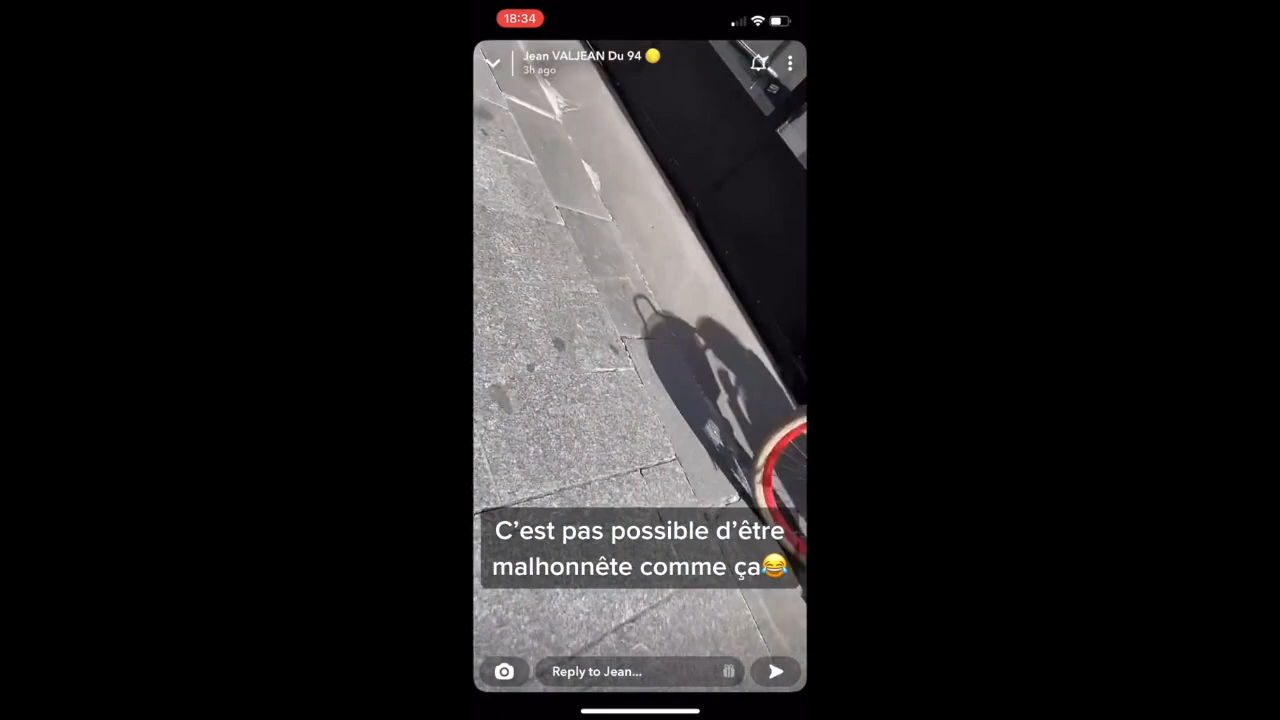 18:34
Jean VALJEAN Du 94
3h ago
C’est pas possible d’être
malhonnête comme ça😂
Reply to Jean...